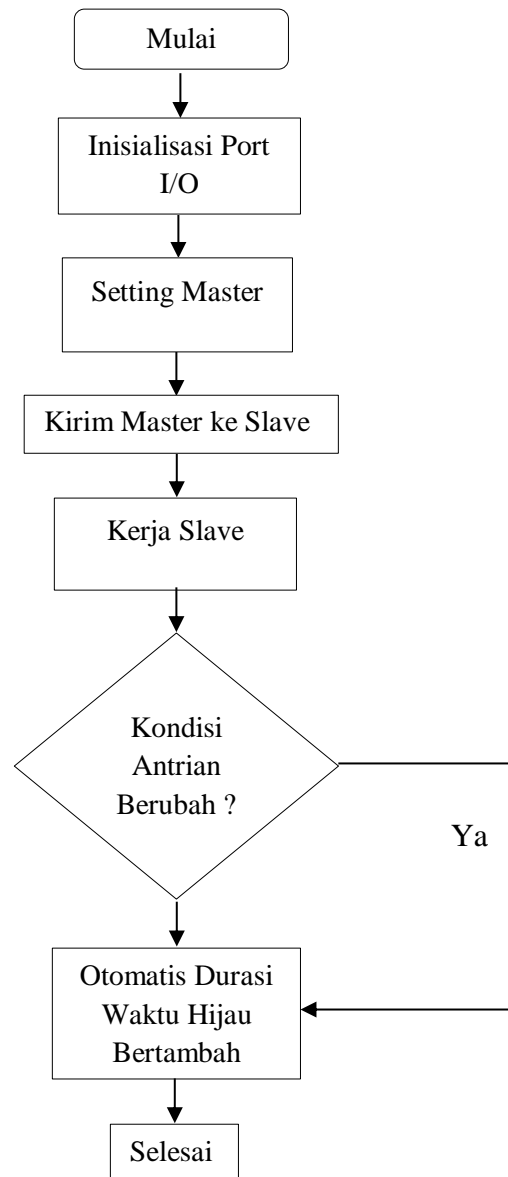 Mulai
Inisialisasi Port
I/O
Setting Master
Kirim Master ke Slave
Kerja Slave
Kondisi
Antrian
Berubah ?
Ya
Otomatis Durasi
Waktu Hijau
Bertambah
Selesai